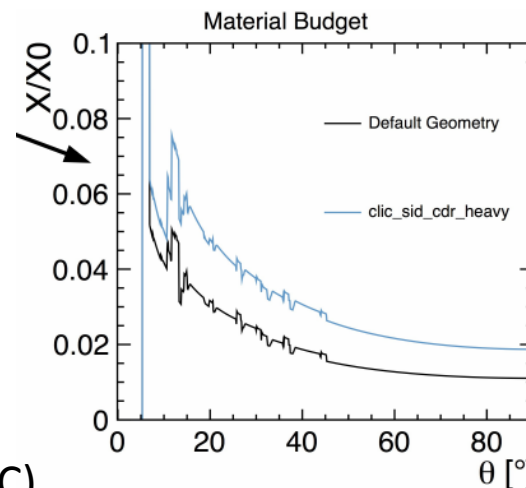 Material Budget
X/X0
0.1
0.08
0.06
0.04
0.02
0
Default Geometry
clic_sid_cdr_heavy
0 20 40 60 80
θ [°
C)